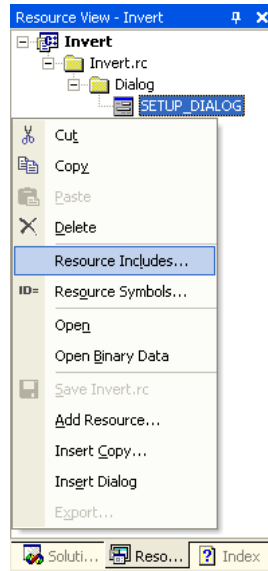 Resource View - Invert
Invert
Invert.rc
Dialog
SETUP_DIALOG
Cut
Copy
Paste
Delete
Resource Includes...
ID= Resource Symbols...
Open
Open Binary Data
Save Invert.rc
Add Resource...
Insert Copy...
Insert Dialog
Export...
Soluti... Reso... Index